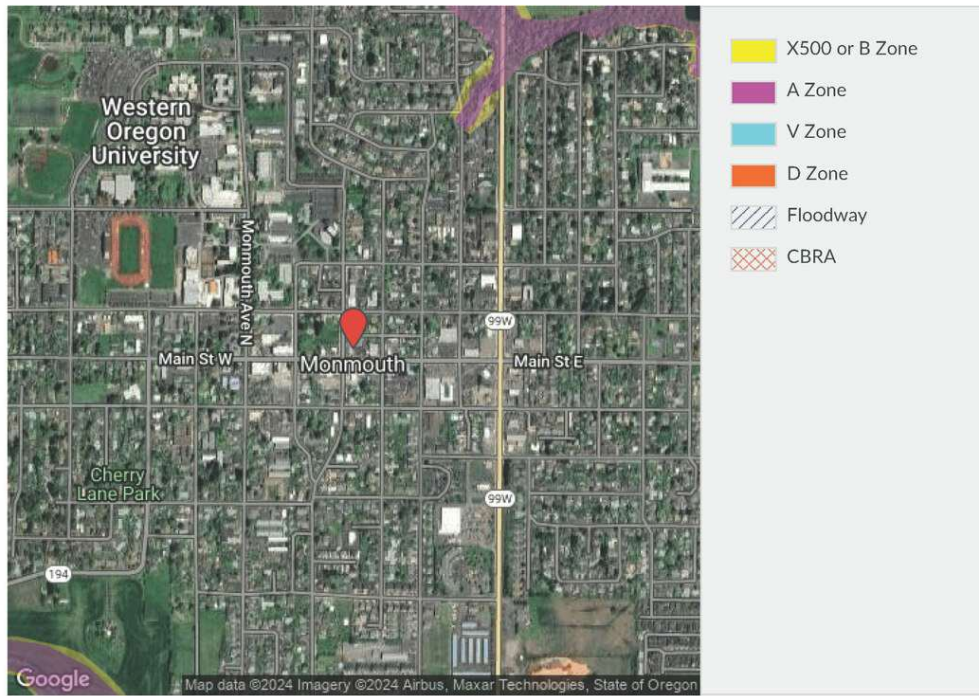 Western
Oregon
University
Monmouth Ave N
99W
Main St W
Monmouth
Main St E
Cherry
Lane Park
99W
194
Google
Map data ©2024 Imagery ©2024 Airbus, Maxar Technologies, State of Oregon
X500 or B Zone
A Zone
V Zone
D Zone
Floodway
CBRA